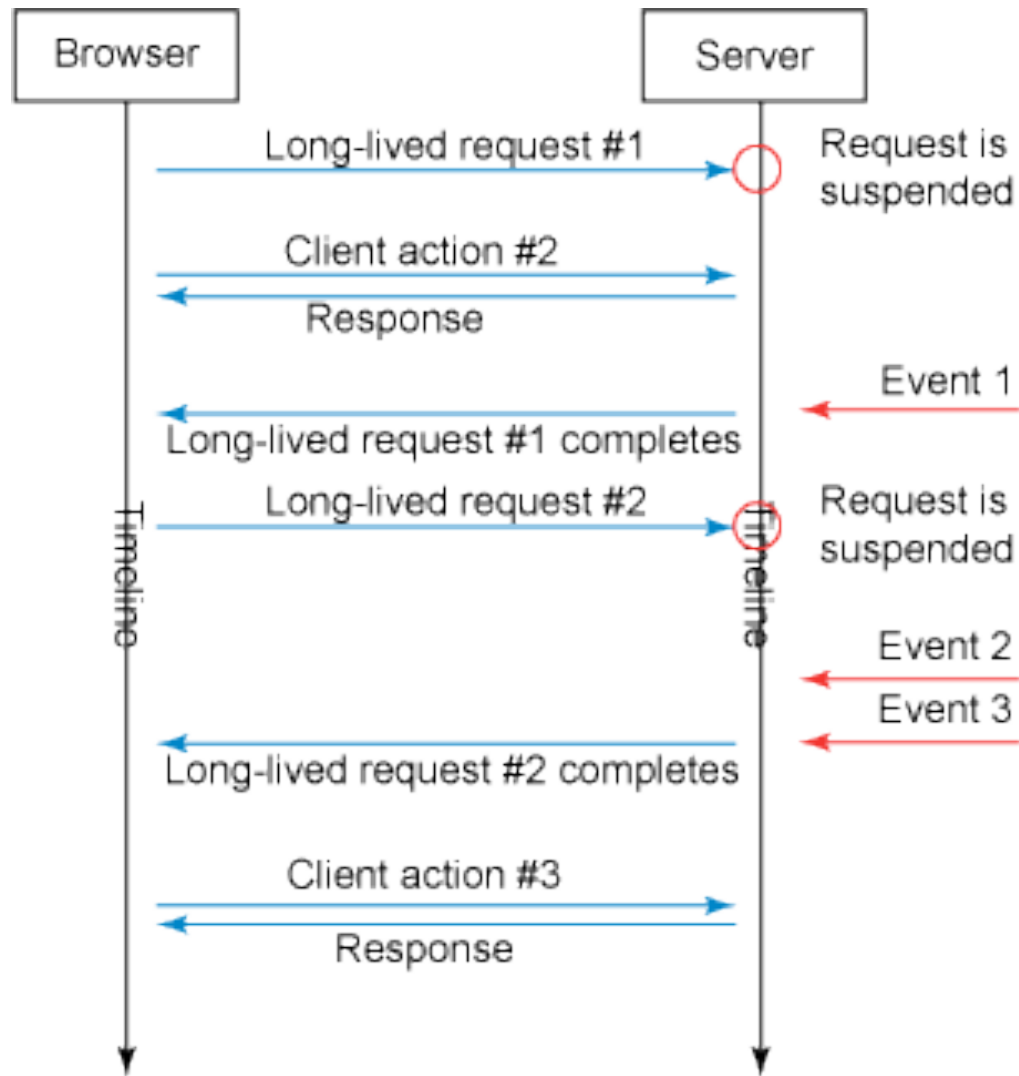 Browser
Server
Long-lived request #1
Request is
suspended
Client action #2
Response
Event 1
Long-lived request #1 completes
Long-lived request #2
Request is
suspended
Timeline
Timeline
Event 2
Event 3
Long-lived request #2 completes
Client action #3
Response